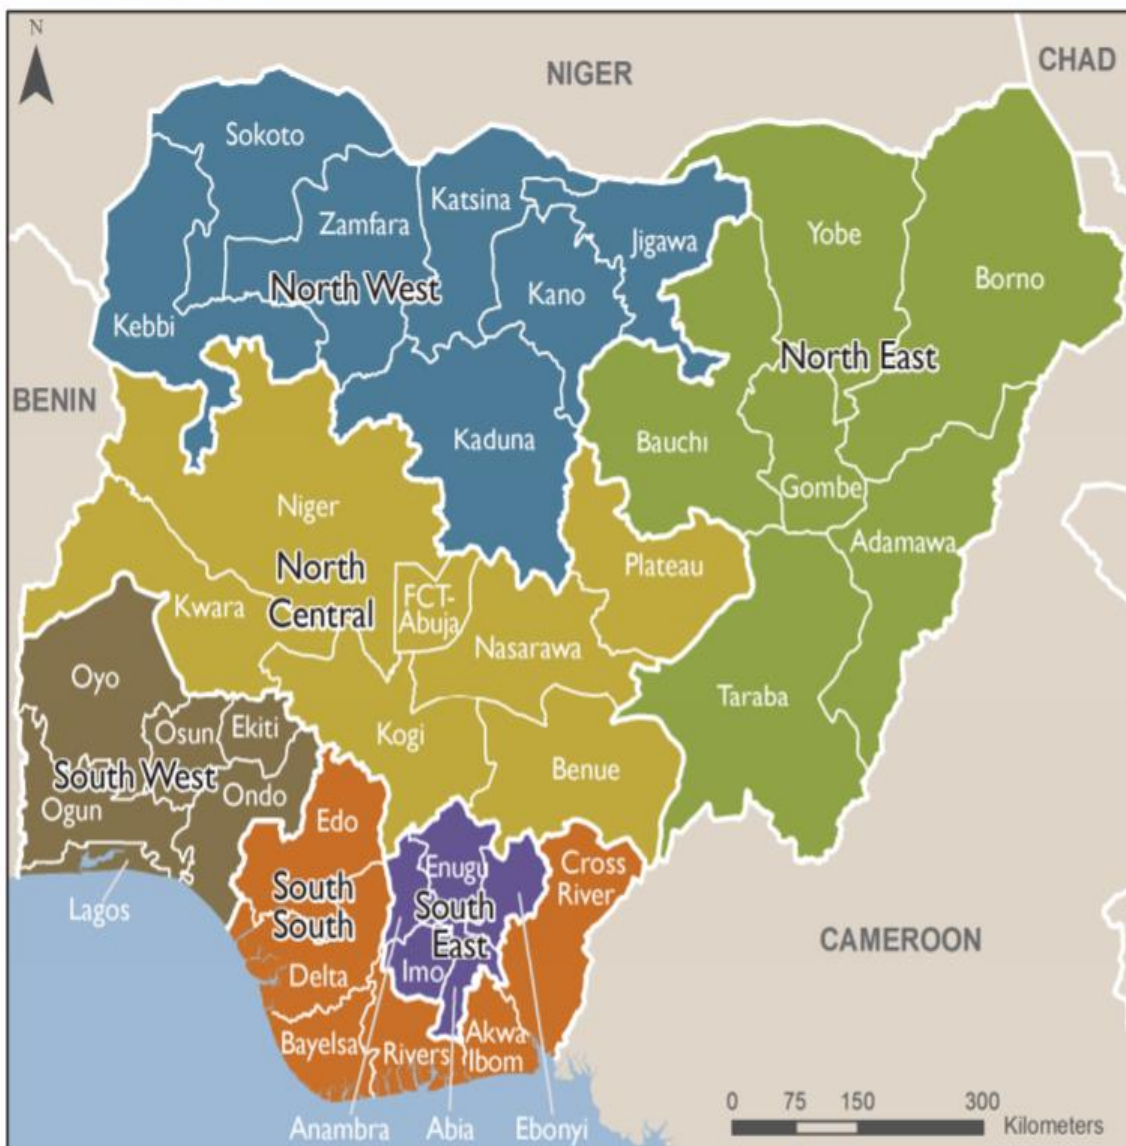 N
NIGER
CHAD
Sokoto
Katsina
Zamfara
Jigawa
Yobe
Borno
North West
Kano
Kebbi
North East
BENIN
Kaduna
Bauchi
Gombe
Niger
Adamawa
North
Central
Plateau
FCT-
Abuja
Kwara
Nasarawa
Oyo
Taraba
Osun
Ekiti
Kogi
South West
Benue
Ogun
Ondo
Edo
Enugu
Cross
River
South
South
South
East
Lagos
CAMEROON
Delta
Imo
Bayelsa
Rivers
Akwa
Ibom
Anambra
Abia
Ebonyi
0 75 150 300
Kilometers